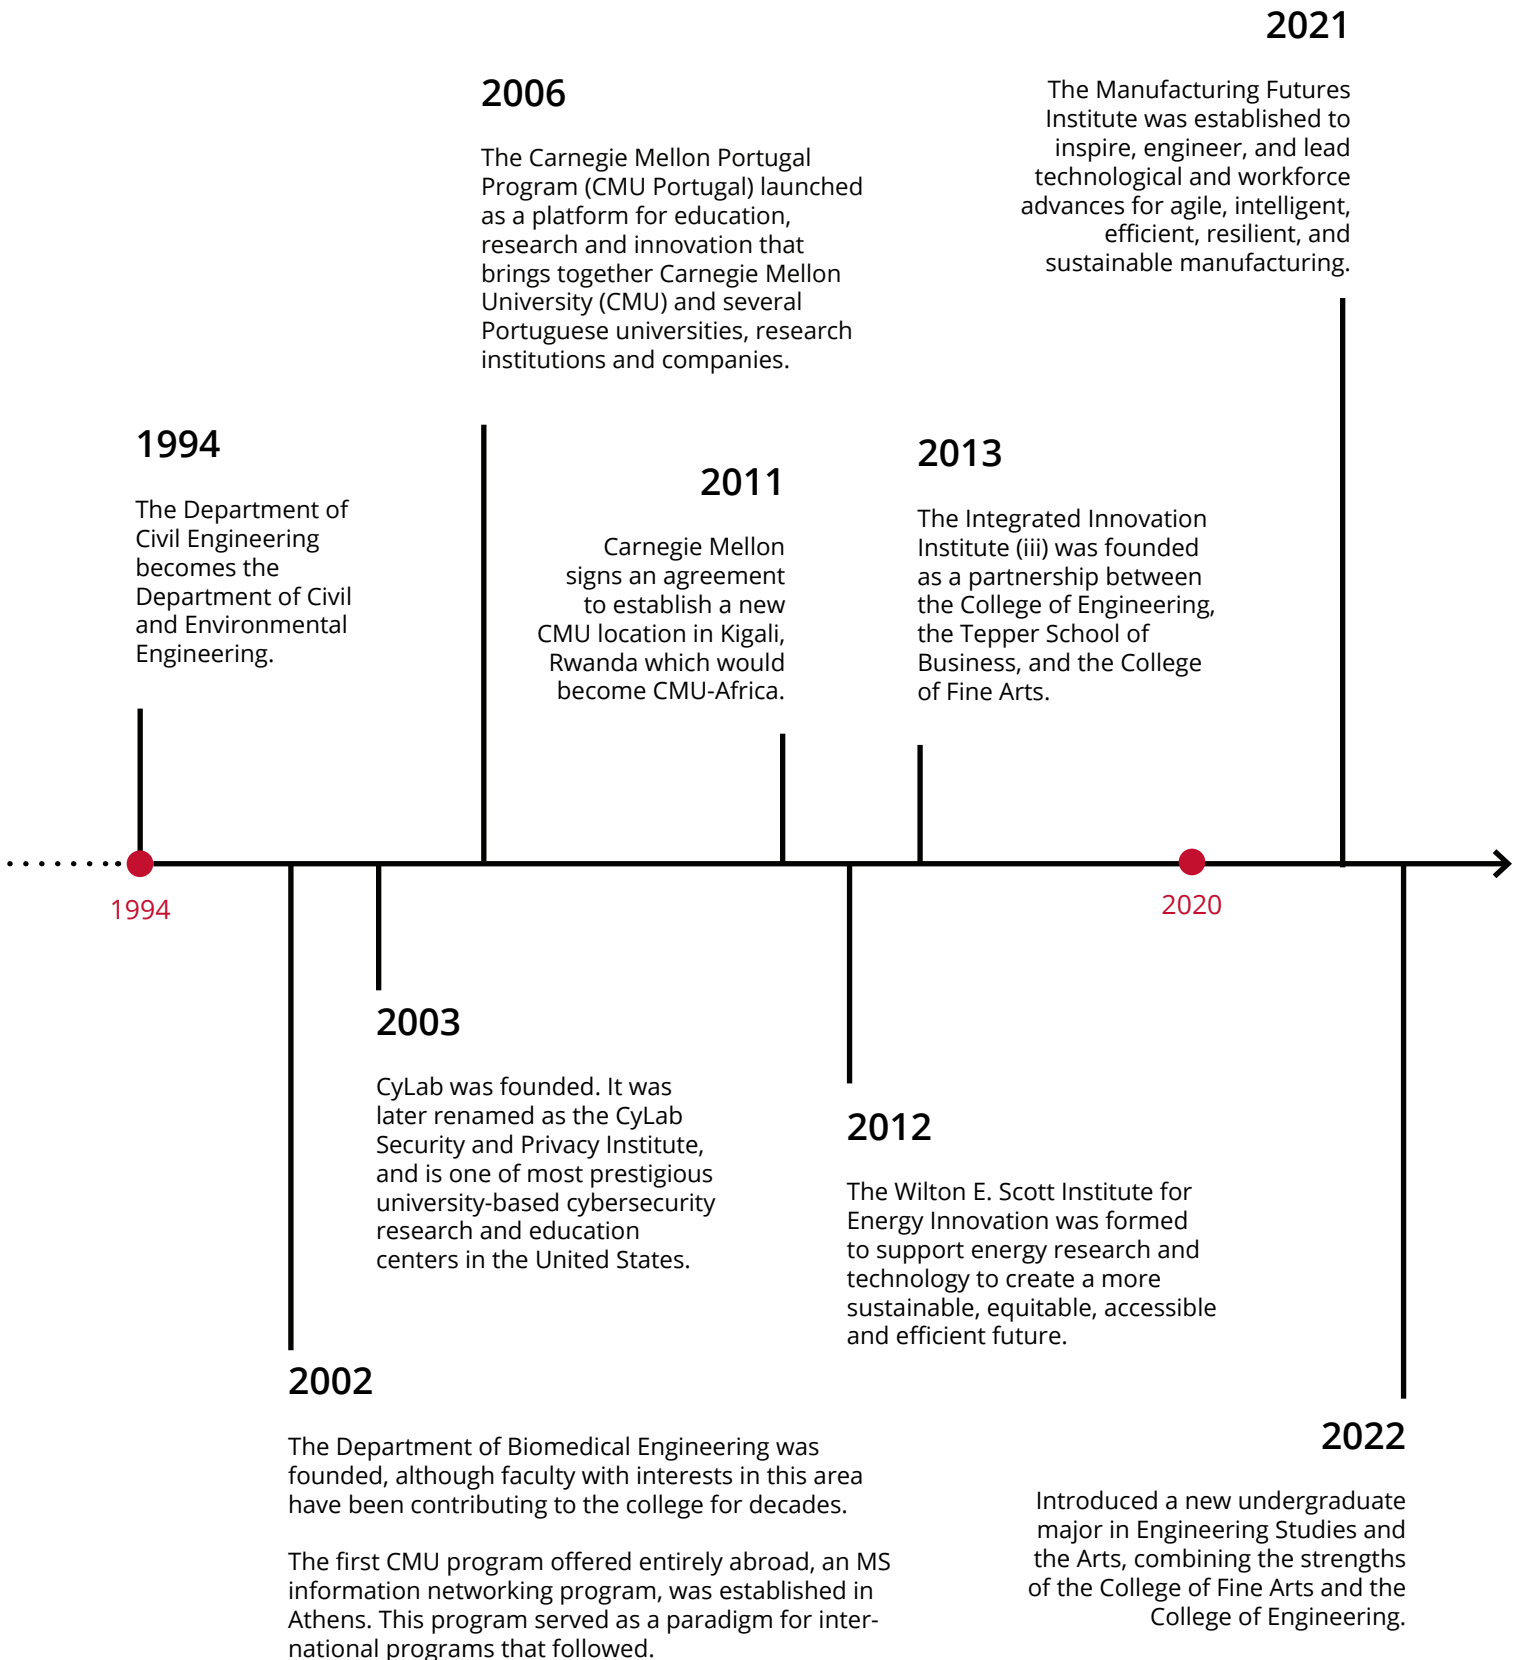 2021
The Manufacturing Futures
Institute was established to
inspire, engineer, and lead
technological and workforce
advances for agile, intelligent,
efficient, resilient, and
sustainable manufacturing.
2006
The Carnegie Mellon Portugal
Program (CMU Portugal) launched
as a platform for education,
research and innovation that
brings together Carnegie Mellon
University (CMU) and several
Portuguese universities, research
institutions and companies.
1994
The Department of
Civil Engineering
becomes the
Department of Civil
and Environmental
Engineering.
2011
Carnegie Mellon
signs an agreement
to establish a new
CMU location in Kigali,
Rwanda which would
become CMU-Africa.
2013
The Integrated Innovation
Institute (iii) was founded
as a partnership between
the College of Engineering,
the Tepper School of
Business, and the College
of Fine Arts.
1994
2020
2003
CyLab was founded. It was
later renamed as the CyLab
Security and Privacy Institute,
and is one of most prestigious
university-based cybersecurity
research and education
centers in the United States.
2012
The Wilton E. Scott Institute for
Energy Innovation was formed
to support energy research and
technology to create a more
sustainable, equitable, accessible
and efficient future.
2002
The Department of Biomedical Engineering was
founded, although faculty with interests in this area
have been contributing to the college for decades.
The first CMU program offered entirely abroad, an MS
information networking program, was established in
Athens. This program served as a paradigm for inter-
national programs that followed.
2022
Introduced a new undergraduate
major in Engineering Studies and
the Arts, combining the strengths
of the College of Fine Arts and the
College of Engineering.